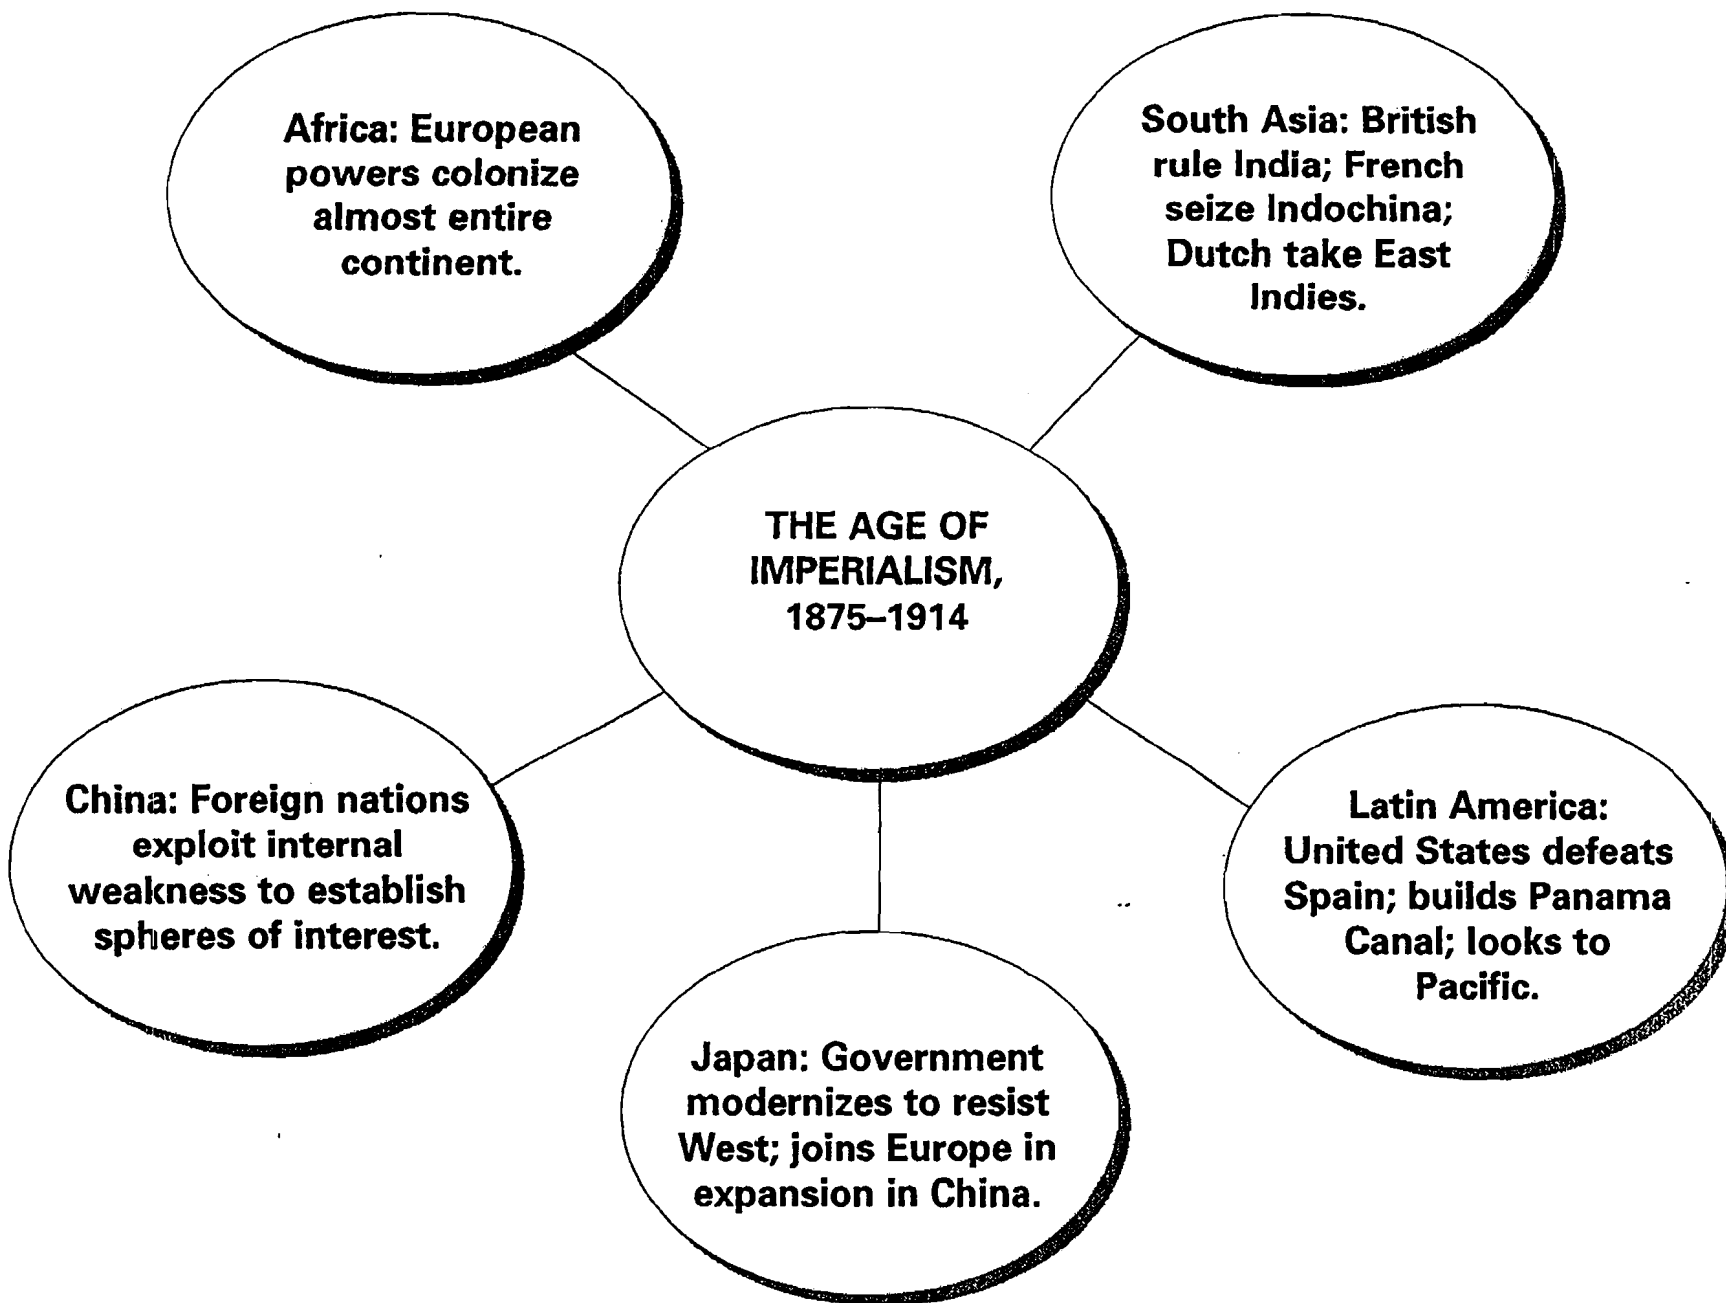 Africa: European
powers colonize
almost entire
continent.
South Asia: British
rule India; French
seize Indochina;
Dutch take East
Indies.
THE AGE OF
IMPERIALISM,
1875–1914
China: Foreign nations
exploit internal
weakness to establish
spheres of interest.
Latin America:
United States defeats
Spain; builds Panama
Canal; looks to
Pacific.
Japan: Government
modernizes to resist
West; joins Europe in
expansion in China.